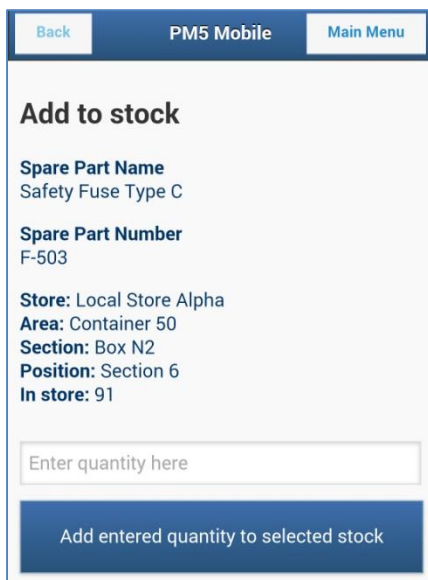 Back
PM5 Mobile
Main Menu
Add to stock
Spare Part Name
Safety Fuse Type C
Spare Part Number
F-503
Store: Local Store Alpha
Area: Container 50
Section: Box N2
Position: Section 6
In store: 91
Enter quantity here
Add entered quantity to selected stock